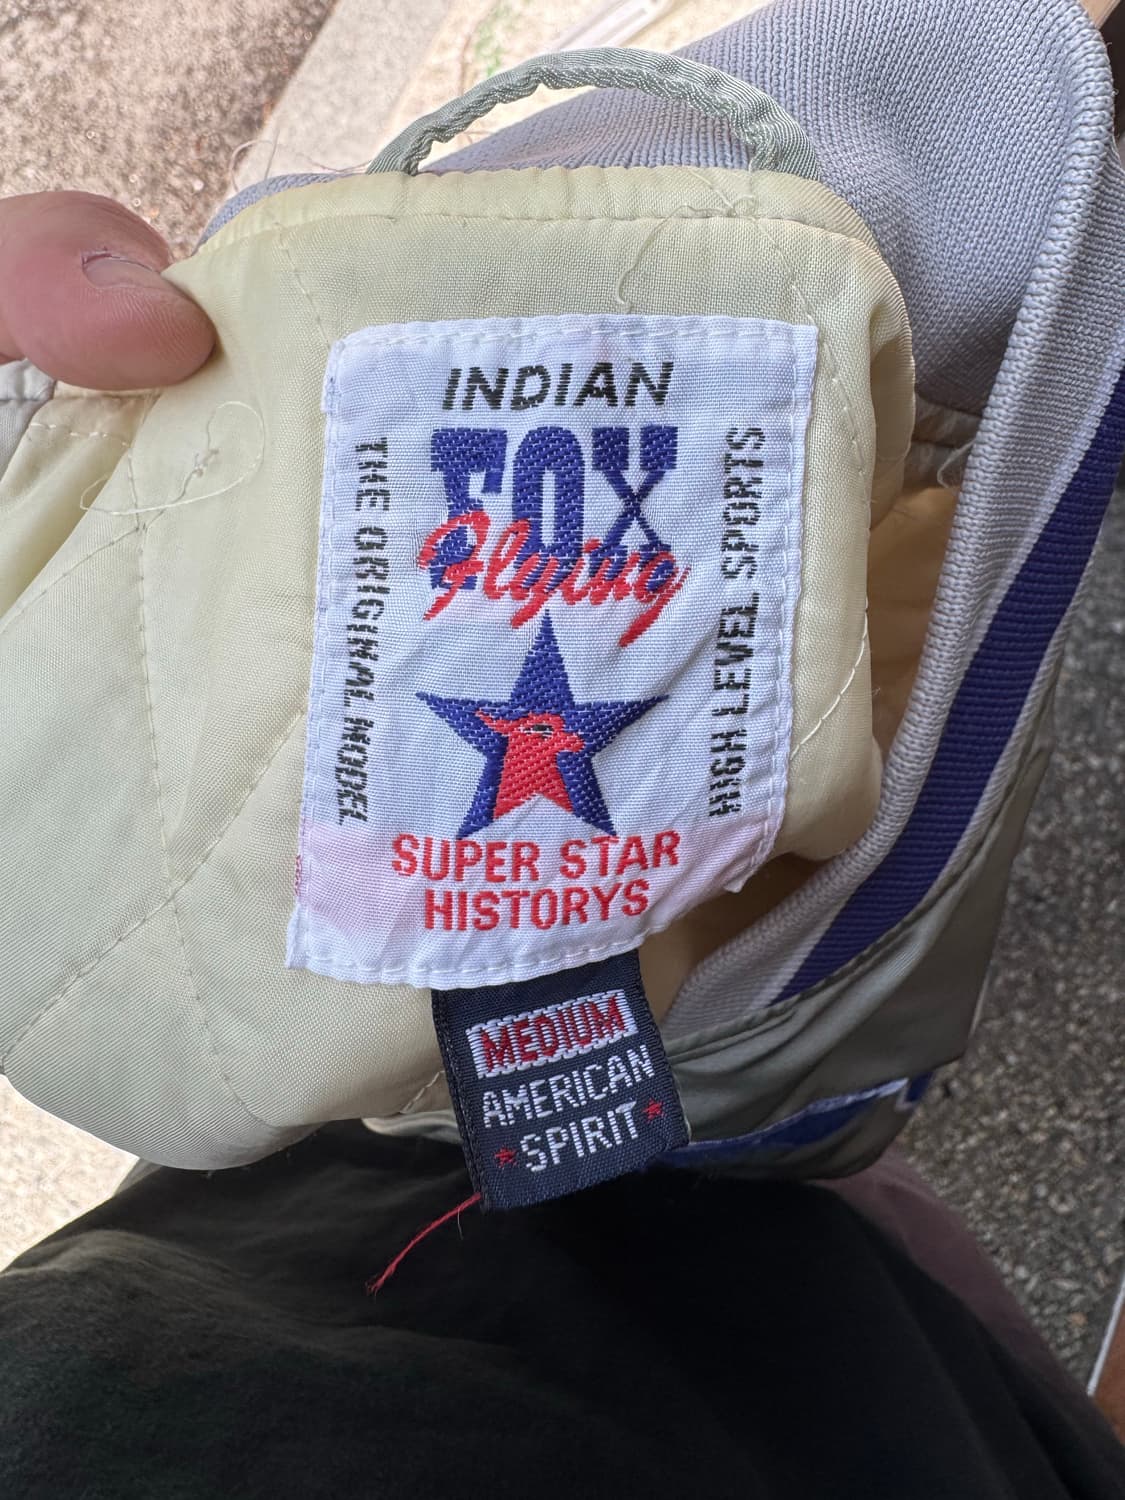 INDIAN
FOX
Flying
THE ORIGINAL MODEL
HIGH LEVEL SPORTS
SUPER STAR
HISTORYS
MEDIUM
AMERICAN
SPIRIT